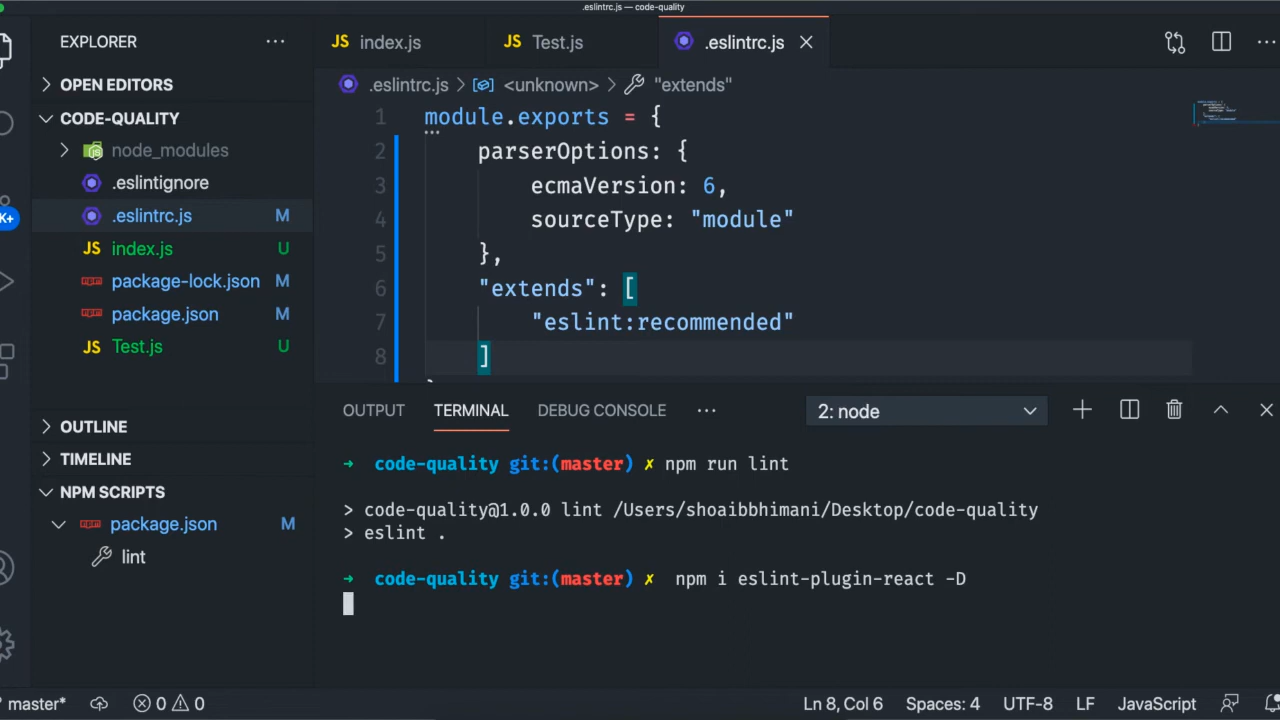 .eslintrc.js — code-quality
EXPLORER
JS index.js
JS Test.js
.eslintrc.js
OPEN EDITORS
CODE-QUALITY
node_modules
.eslintignore
.eslintrc.js M
JS index.js U
package-lock.json M
package.json M
JS Test.js U
OUTLINE
TIMELINE
NPM SCRIPTS
package.json M
lint
K+
.eslintrc.js > <unknown> > "extends"
1 module.exports = {
2 parserOptions: {
3 ecmaVersion: 6,
4 sourceType: "module"
5 },
6 "extends": [
7 "eslint:recommended"
8 ]
OUTPUT TERMINAL DEBUG CONSOLE ··· 2: node
➜ code-quality git:(master) ✗ npm run lint
> code-quality@1.0.0 lint /Users/shoaibbhimani/Desktop/code-quality
> eslint .
➜ code-quality git:(master) ✗ npm i eslint-plugin-react -D
master* 0 0 Ln 8, Col 6 Spaces: 4 UTF-8 LF JavaScript